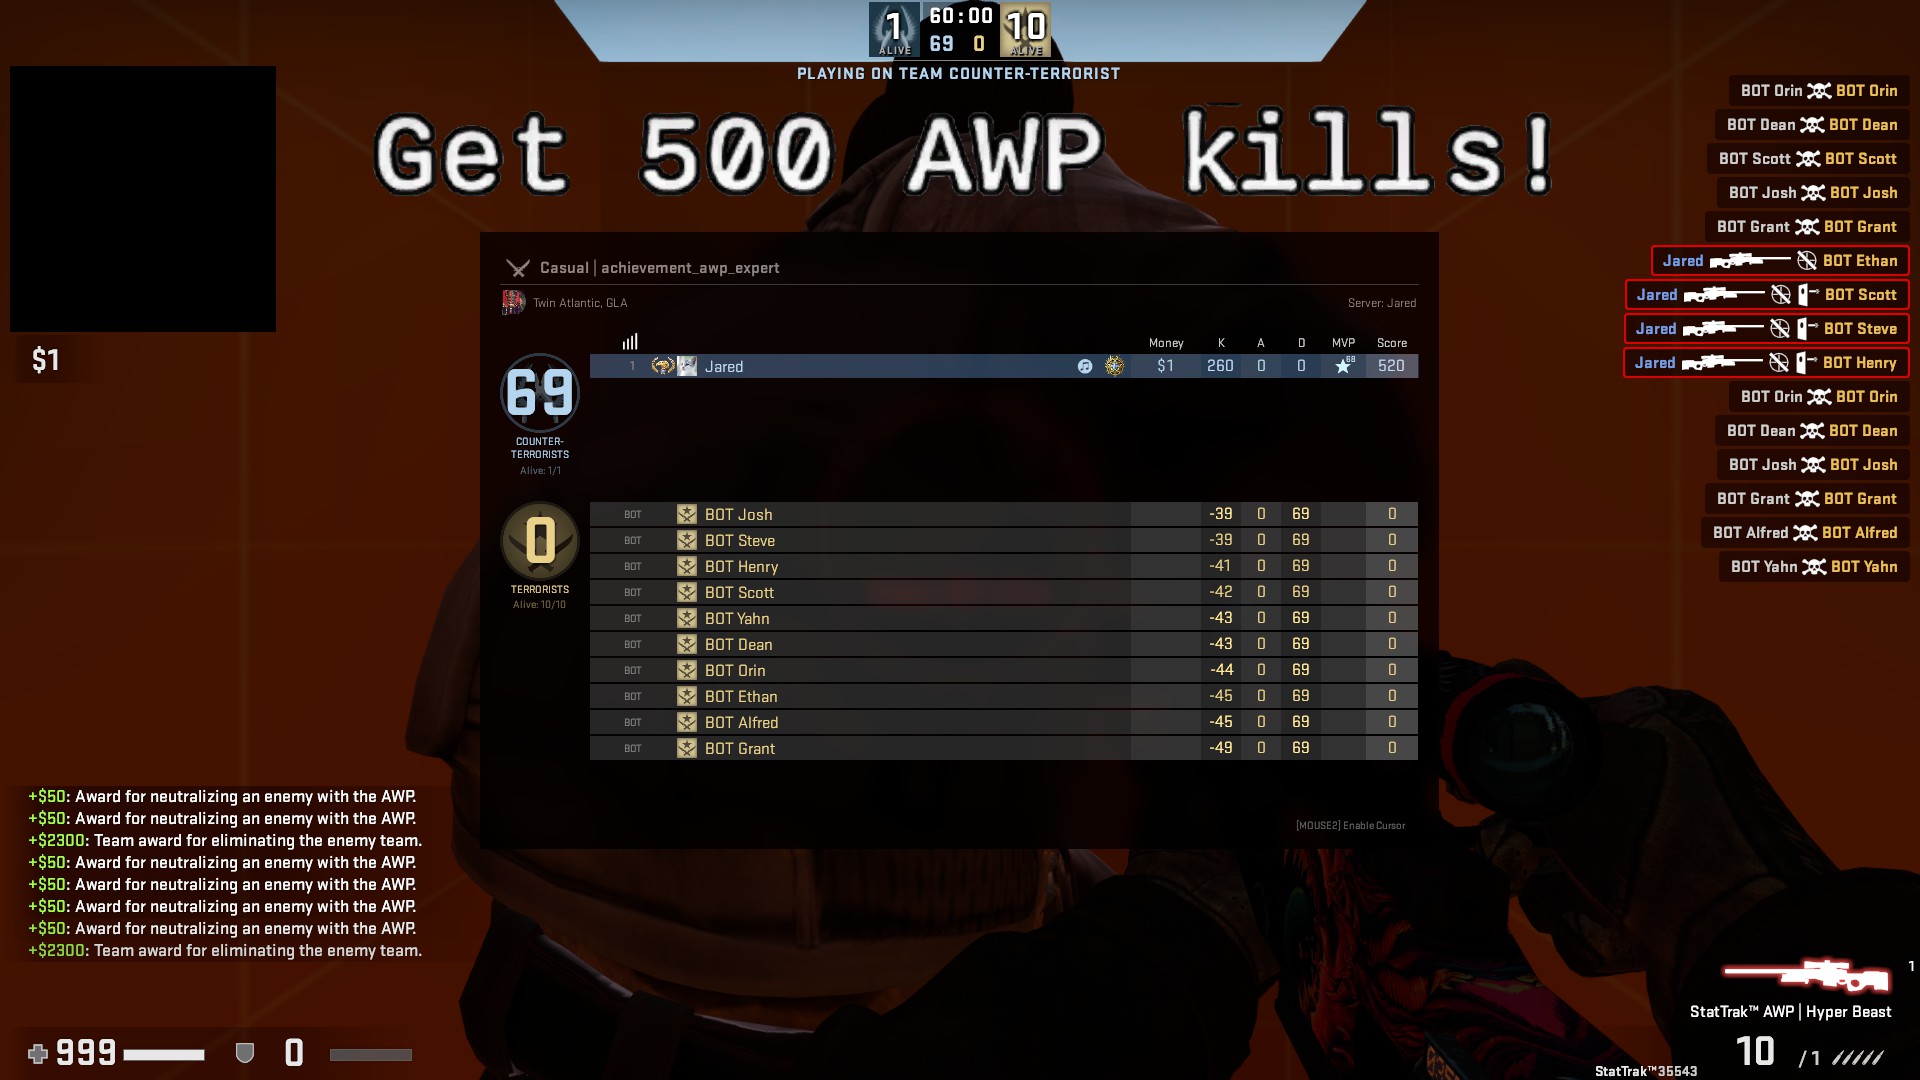 1 ALIVE 60:00 10 ALIVE
69 0
PLAYING ON TEAM COUNTER-TERRORIST
Get 500 AWP kills!
$1
Casual | achievement_awp_expert
Twin Atlantic, GLA Server: Jared
Money K A D MVP Score
69
COUNTER-TERRORISTS
Alive: 1/1
1 Jared $1 260 0 0 68 520
0
TERRORISTS
Alive: 10/10
BOT BOT Josh -39 0 69 0
BOT BOT Steve -39 0 69 0
BOT BOT Henry -41 0 69 0
BOT BOT Scott -42 0 69 0
BOT BOT Yahn -43 0 69 0
BOT BOT Dean -43 0 69 0
BOT BOT Orin -44 0 69 0
BOT BOT Ethan -45 0 69 0
BOT BOT Alfred -45 0 69 0
BOT BOT Grant -49 0 69 0
[MOUSE2] Enable Cursor
BOT Orin BOT Orin
BOT Dean BOT Dean
BOT Scott BOT Scott
BOT Josh BOT Josh
BOT Grant BOT Grant
Jared BOT Ethan
Jared BOT Scott
Jared BOT Steve
Jared BOT Henry
BOT Orin BOT Orin
BOT Dean BOT Dean
BOT Josh BOT Josh
BOT Grant BOT Grant
BOT Alfred BOT Alfred
BOT Yahn BOT Yahn
+$50: Award for neutralizing an enemy with the AWP.
+$50: Award for neutralizing an enemy with the AWP.
+$2300: Team award for eliminating the enemy team.
+$50: Award for neutralizing an enemy with the AWP.
+$50: Award for neutralizing an enemy with the AWP.
+$50: Award for neutralizing an enemy with the AWP.
+$50: Award for neutralizing an enemy with the AWP.
+$2300: Team award for eliminating the enemy team.
999 0
1
StatTrak™ AWP | Hyper Beast
10 / 1
StatTrak™35543